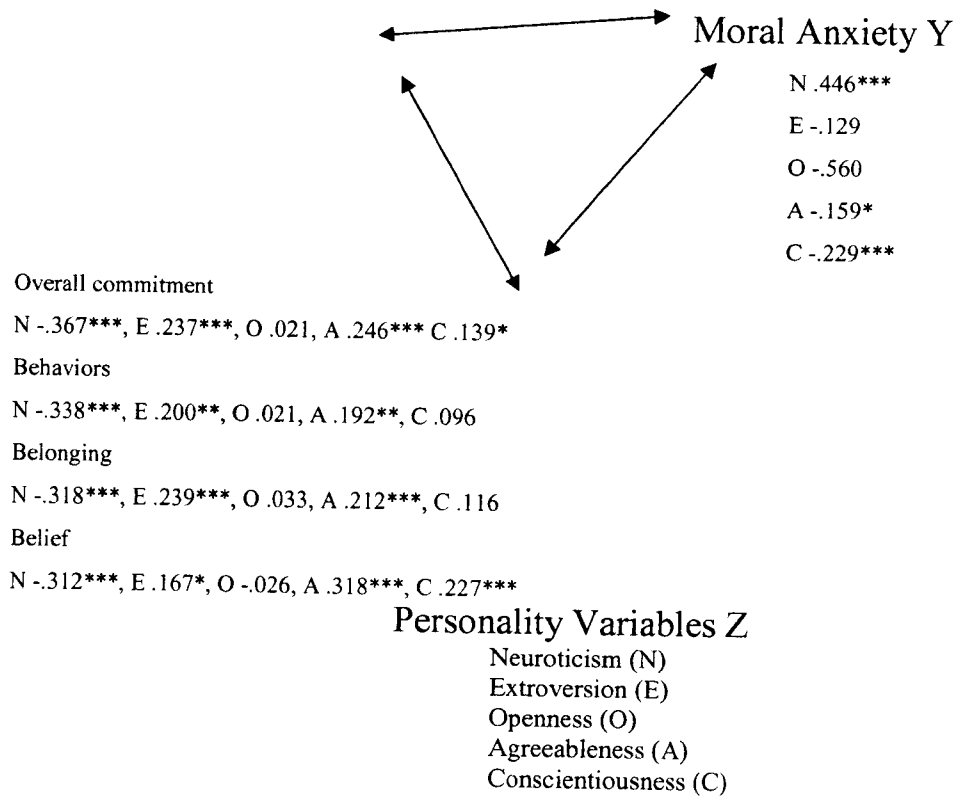 Moral Anxiety Y
N .446***
E -.129
O -.560
A -.159*
C -.229***
Overall commitment
N -.367***, E .237***, O .021, A .246*** C .139*
Behaviors
N -.338***, E .200**, O .021, A .192**, C .096
Belonging
N -.318***, E .239***, O .033, A .212***, C .116
Belief
N -.312***, E .167*, O -.026, A .318***, C .227***
Personality Variables Z
Neuroticism (N)
Extroversion (E)
Openness (O)
Agreeableness (A)
Conscientiousness (C)